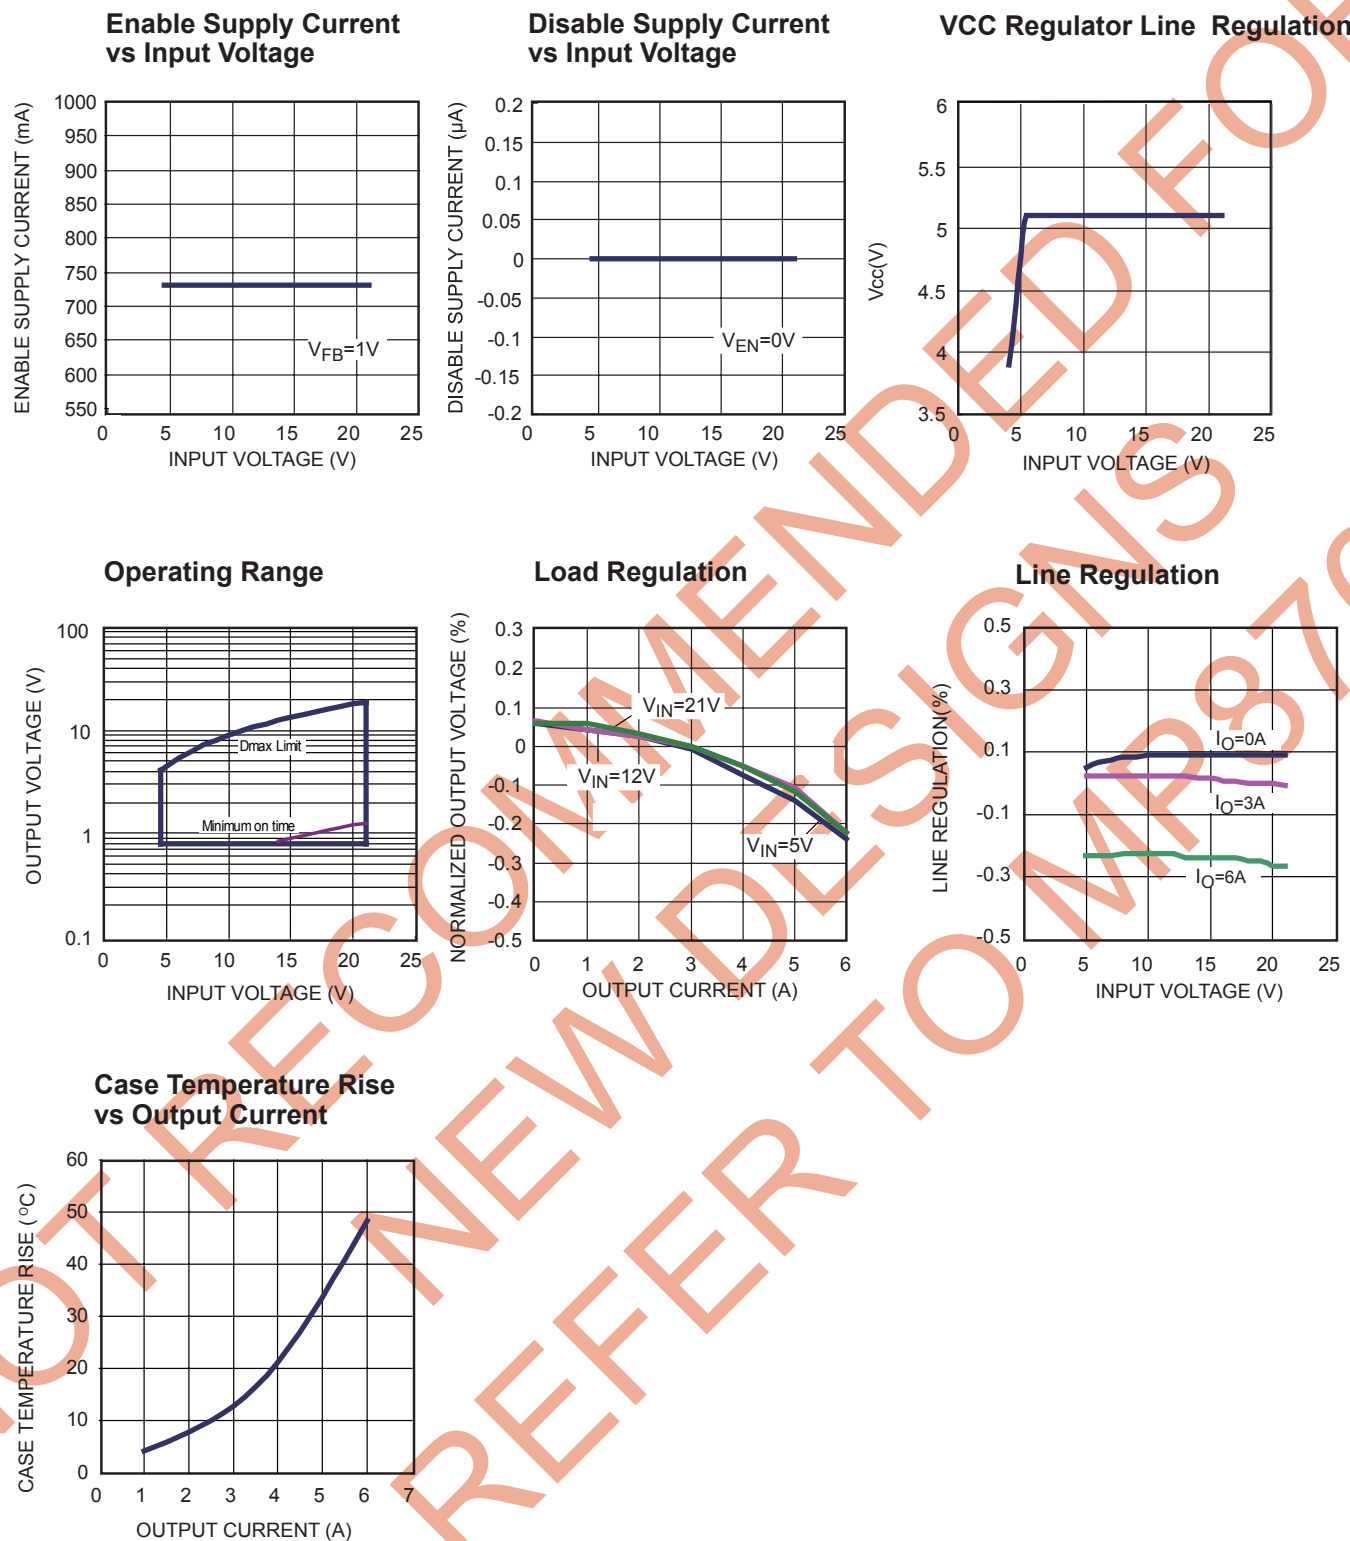 Enable Supply Current
vs Input Voltage
1000
950
900
850
800
750
700
650
600
550
ENABLE SUPPLY CURRENT (mA)
VFB=1V
0 5 10 15 20 25
INPUT VOLTAGE (V)
Disable Supply Current
vs Input Voltage
0.2
0.15
0.1
0.05
0
-0.05
-0.1
-0.15
-0.2
DISABLE SUPPLY CURRENT (µA)
VEN=0V
0 5 10 15 20 25
INPUT VOLTAGE (V)
VCC Regulator Line Regulation
6
5.5
5
4.5
4
3.5
Vcc(V)
0 5 10 15 20 25
INPUT VOLTAGE (V)
Operating Range
100
10
1
0.1
OUTPUT VOLTAGE (V)
Dmax Limit
Minimum on time
0 5 10 15 20 25
INPUT VOLTAGE (V)
Load Regulation
0.3
0.2
0.1
0
-0.1
-0.2
-0.3
-0.4
-0.5
NORMALIZED OUTPUT VOLTAGE (%)
VIN=21V
VIN=12V
VIN=5V
0 1 2 3 4 5 6
OUTPUT CURRENT (A)
Line Regulation
0.5
0.3
0.1
-0.1
-0.3
-0.5
LINE REGULATION(%)
IO=0A
IO=3A
IO=6A
0 5 10 15 20 25
INPUT VOLTAGE (V)
Case Temperature Rise
vs Output Current
60
50
40
30
20
10
0
CASE TEMPERATURE RISE (°C)
0 1 2 3 4 5 6 7
OUTPUT CURRENT (A)
NOT RECOMMENDED FOR
NEW DESIGNS
REFER TO MP870